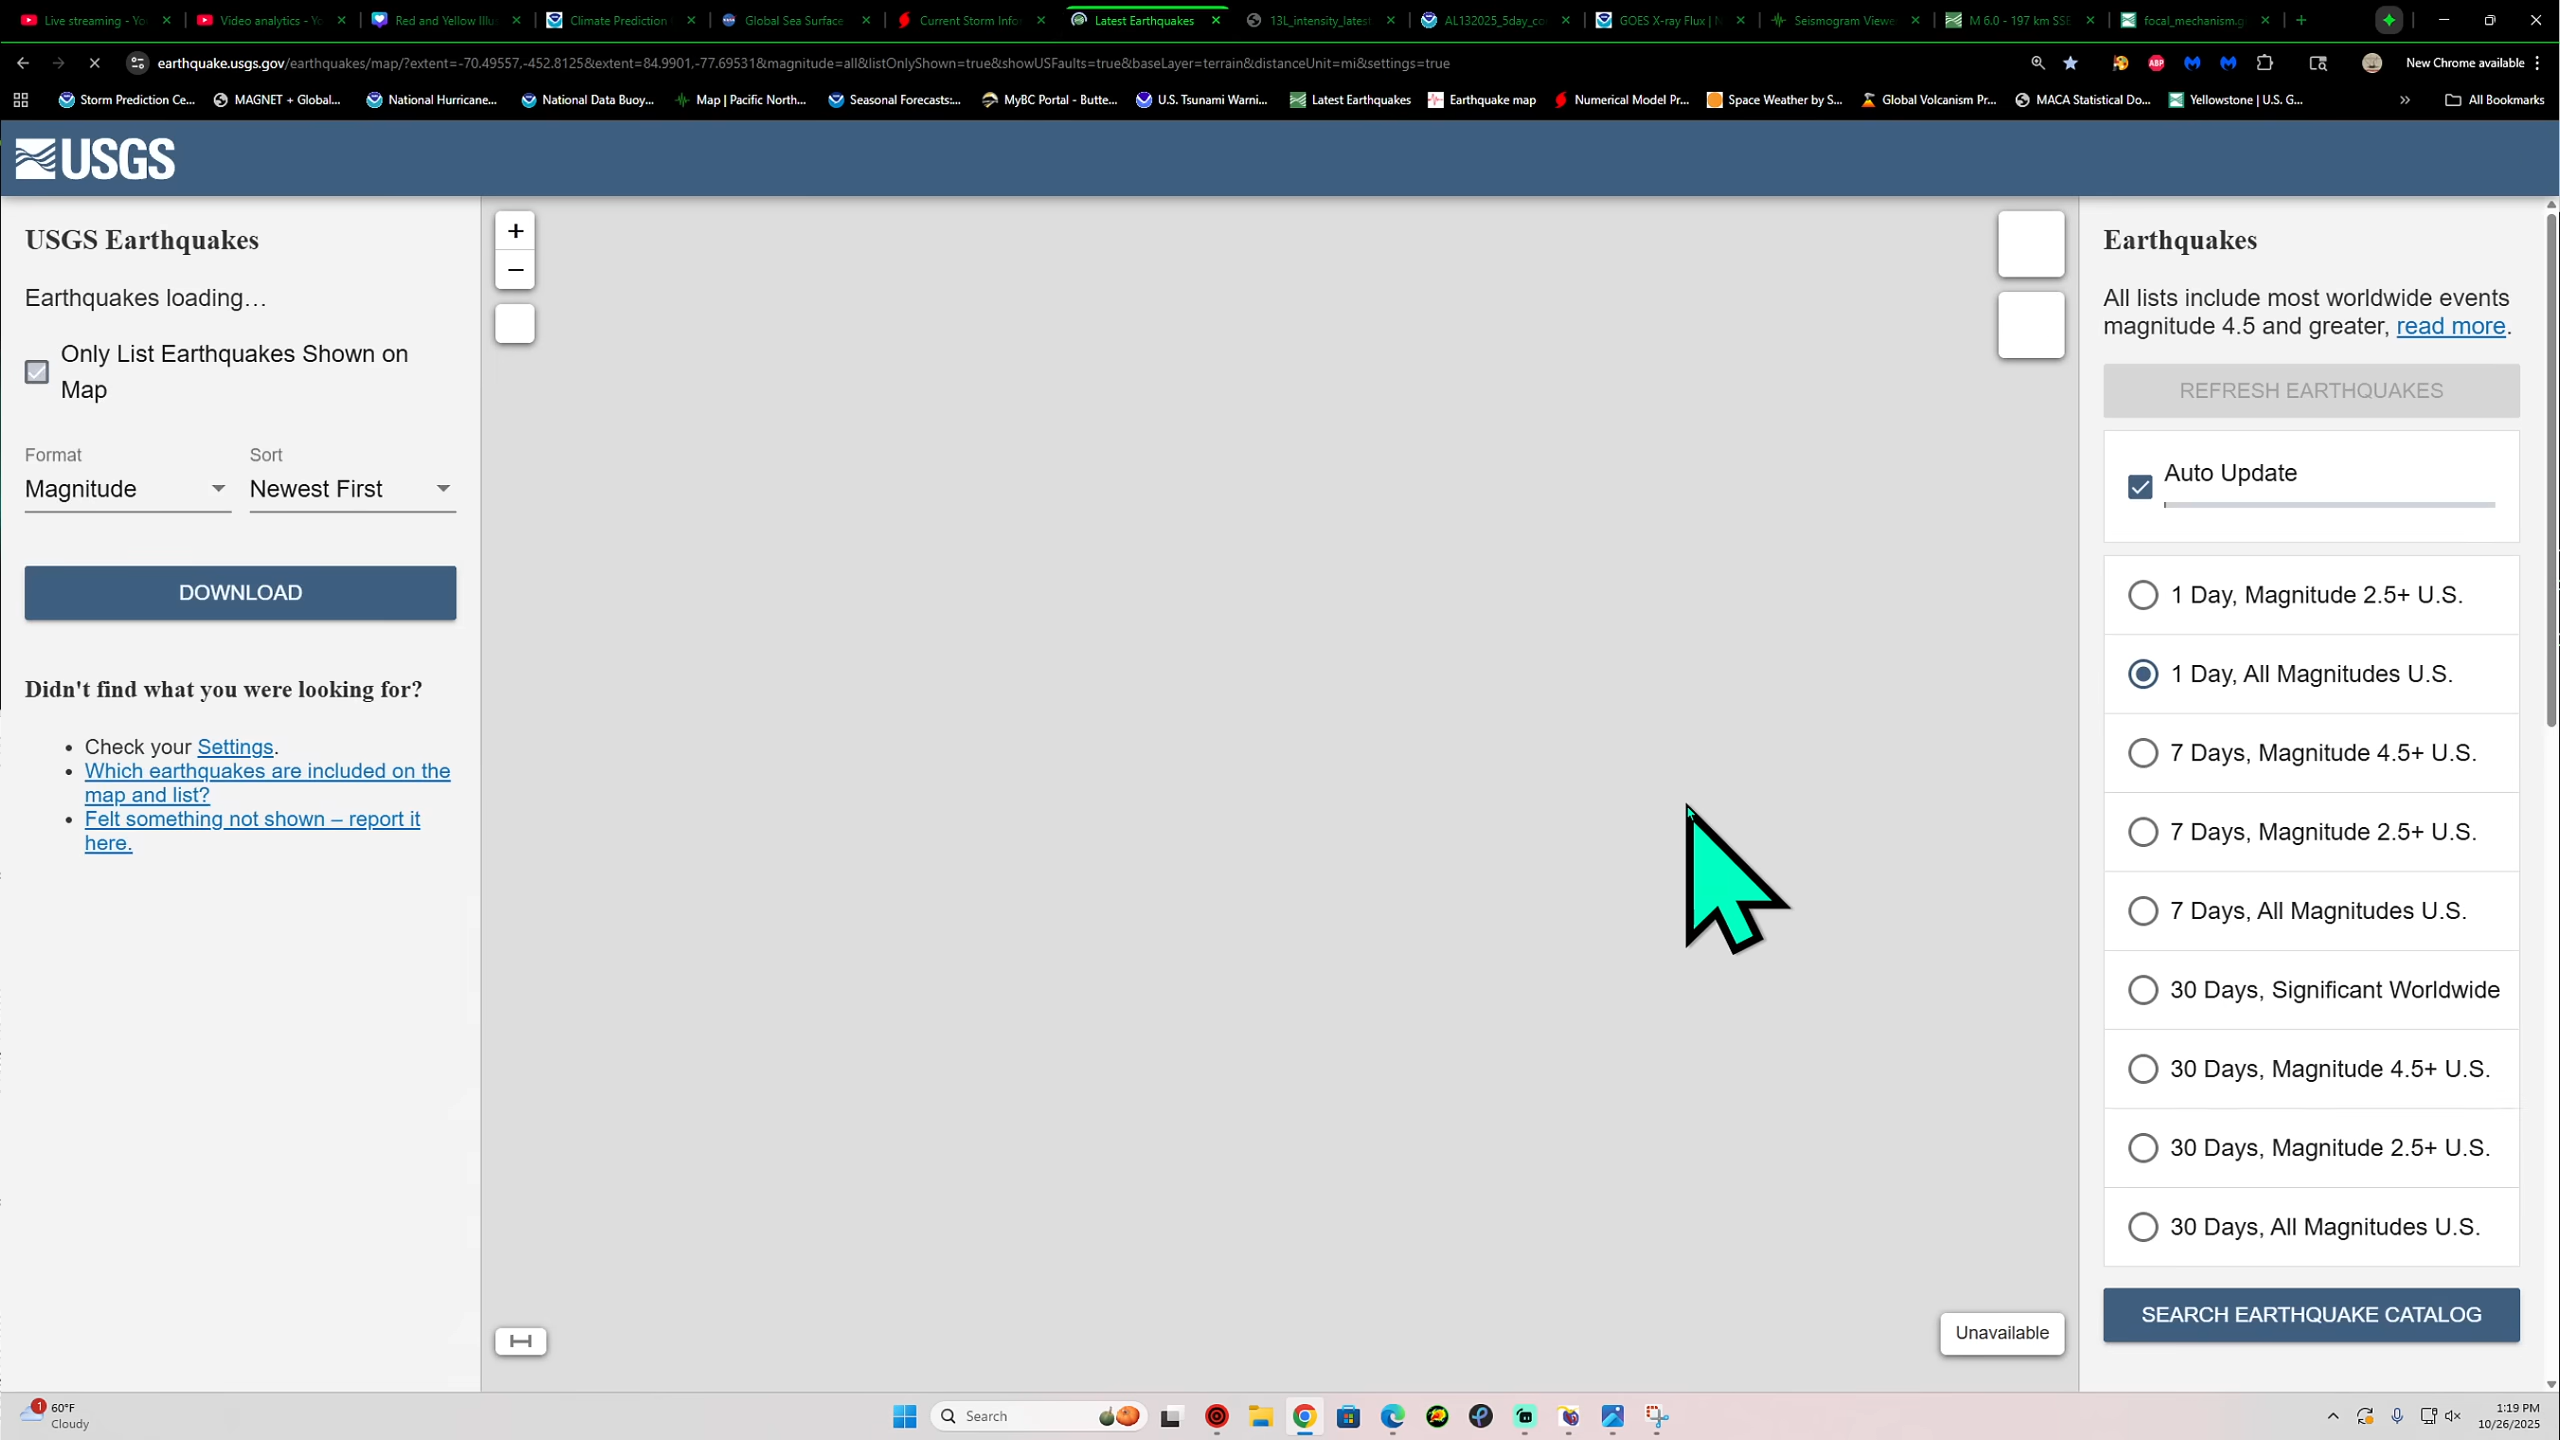 Live streaming - Yo
Video analytics - Yo
Red and Yellow Illus
Climate Prediction
Global Sea Surface
Current Storm Info
Latest Earthquakes
13L_intensity_latest
AL132025_5day_co
GOES X-ray Flux | N
Seismogram Viewe
M 6.0 - 197 km SSE
focal_mechanism.g
earthquake.usgs.gov/earthquakes/map/?extent=-70.49557,-452.8125&extent=84.9901,-77.69531&magnitude=all&listOnlyShown=true&showUSFaults=true&baseLayer=terrain&distanceUnit=mi&settings=true
ABP
New Chrome available
Storm Prediction Ce...
MAGNET + Global...
National Hurricane...
National Data Buoy...
Map | Pacific North...
Seasonal Forecasts:...
MyBC Portal - Butte...
U.S. Tsunami Warni...
Latest Earthquakes
Earthquake map
Numerical Model Pr...
Space Weather by S...
Global Volcanism Pr...
MACA Statistical Do...
Yellowstone | U.S. G...
All Bookmarks
USGS
USGS Earthquakes
Earthquakes loading...
Only List Earthquakes Shown on
Map
Format
Magnitude
Sort
Newest First
DOWNLOAD
Didn't find what you were looking for?
• Check your Settings.
• Which earthquakes are included on the
map and list?
• Felt something not shown – report it
here.
+
−
Unavailable
Earthquakes
All lists include most worldwide events
magnitude 4.5 and greater, read more.
REFRESH EARTHQUAKES
Auto Update
1 Day, Magnitude 2.5+ U.S.
1 Day, All Magnitudes U.S.
7 Days, Magnitude 4.5+ U.S.
7 Days, Magnitude 2.5+ U.S.
7 Days, All Magnitudes U.S.
30 Days, Significant Worldwide
30 Days, Magnitude 4.5+ U.S.
30 Days, Magnitude 2.5+ U.S.
30 Days, All Magnitudes U.S.
SEARCH EARTHQUAKE CATALOG
1
60°F
Cloudy
Search
1:19 PM
10/26/2025